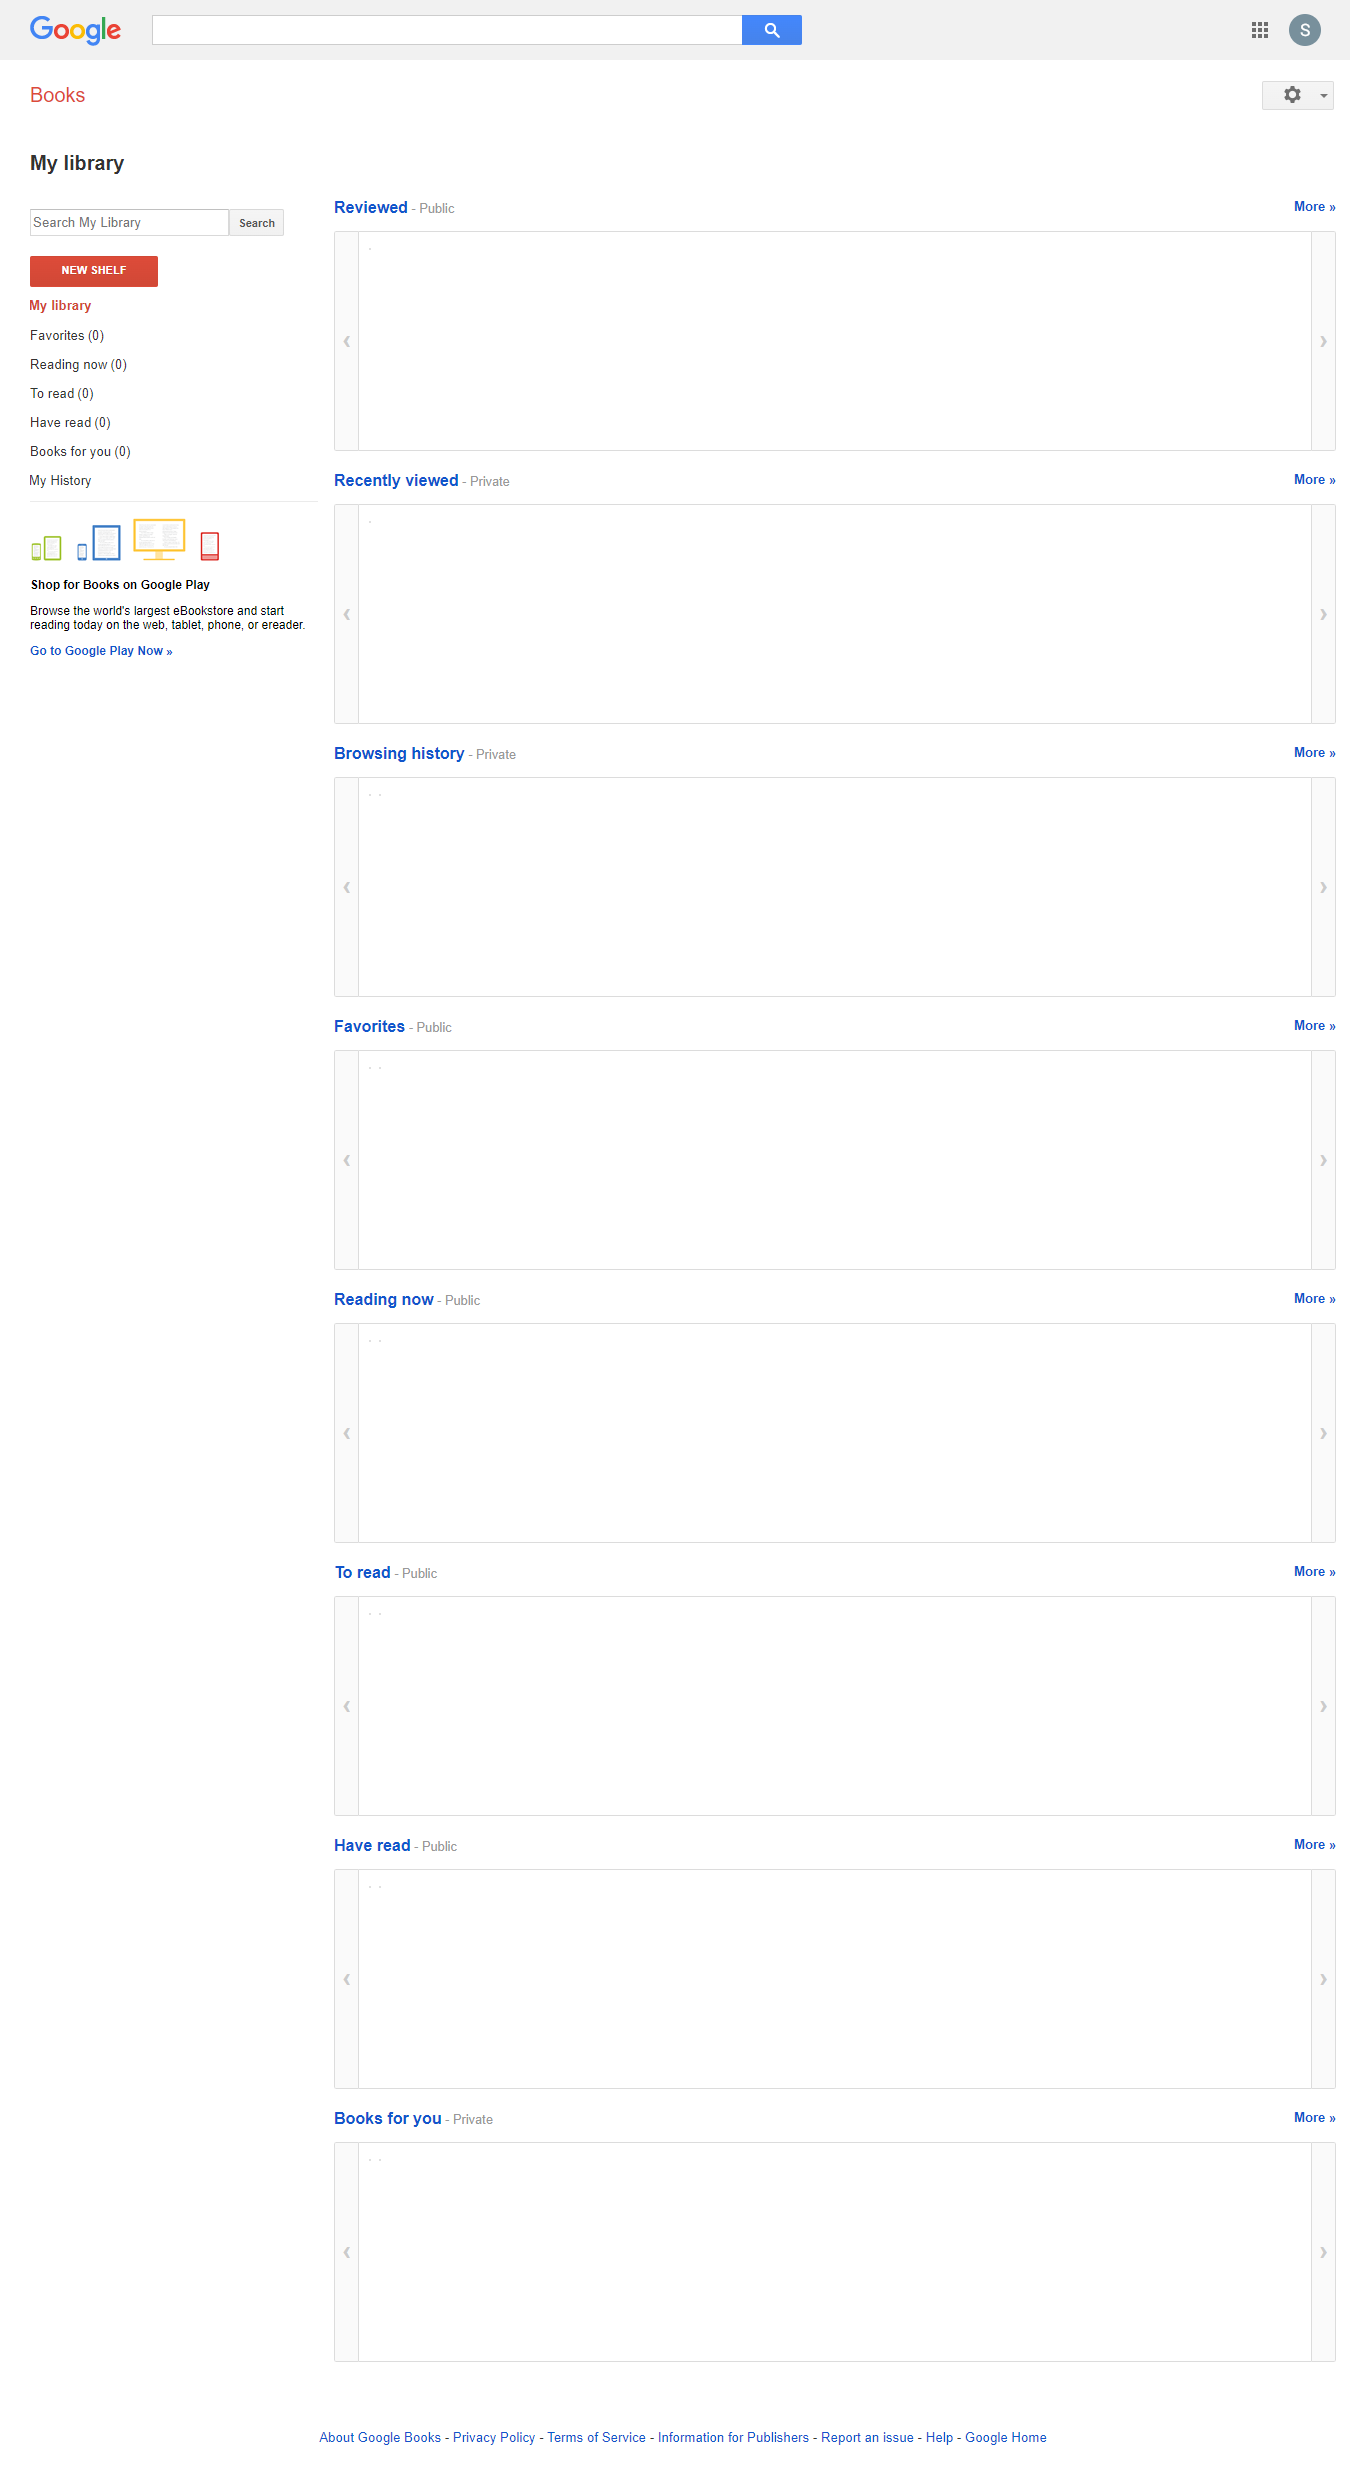 Google
S
Books
My library
Search My Library
Search
NEW SHELF
My library
Favorites (0)
Reading now (0)
To read (0)
Have read (0)
Books for you (0)
My History
Shop for Books on Google Play
Browse the world's largest eBookstore and start
reading today on the web, tablet, phone, or ereader.
Go to Google Play Now »
Reviewed - Public
More »
Recently viewed - Private
More »
Browsing history - Private
More »
Favorites - Public
More »
Reading now - Public
More »
To read - Public
More »
Have read - Public
More »
Books for you - Private
More »
About Google Books - Privacy Policy - Terms of Service - Information for Publishers - Report an issue - Help - Google Home